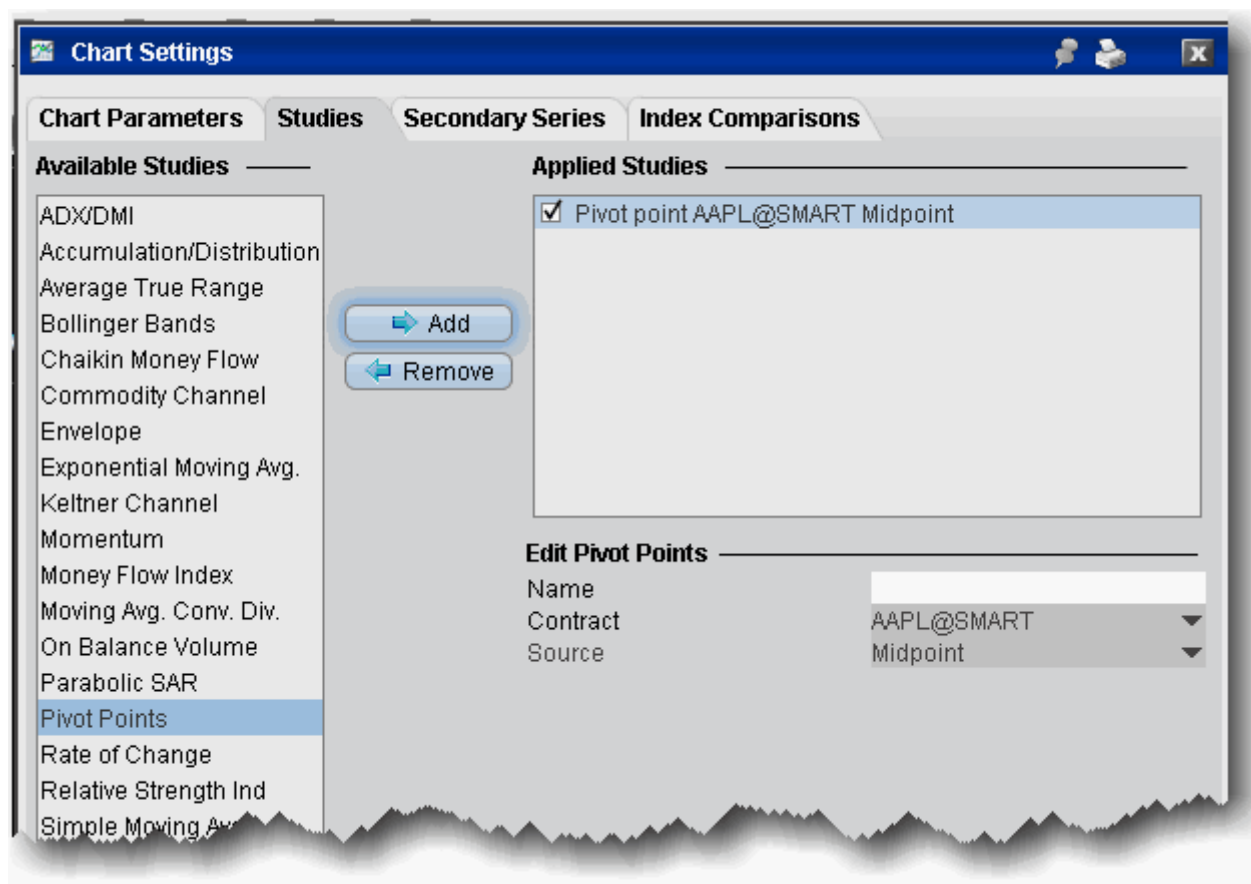 Chart Settings
Chart Parameters Studies Secondary Series Index Comparisons
Available Studies
ADX/DMI
Accumulation/Distribution
Average True Range
Bollinger Bands
Chaikin Money Flow
Commodity Channel
Envelope
Exponential Moving Avg.
Keltner Channel
Momentum
Money Flow Index
Moving Avg. Conv. Div.
On Balance Volume
Parabolic SAR
Pivot Points
Rate of Change
Relative Strength Ind
Simple Moving
Add
Remove
Applied Studies
Pivot point AAPL@SMART Midpoint
Edit Pivot Points
Name
Contract AAPL@SMART
Source Midpoint